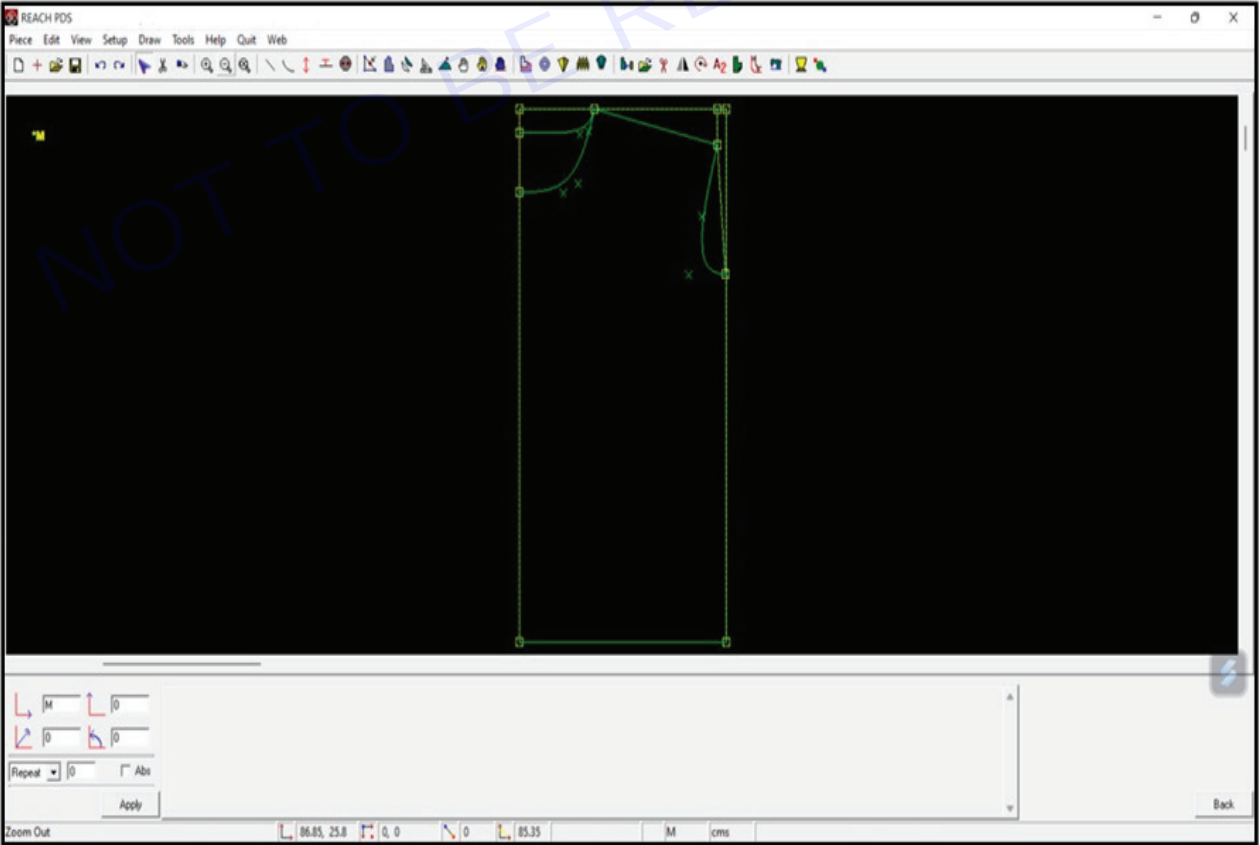 REACH PDS
Piece Edit View Setup Draw Tools Help Quit Web
*M
NOT TO BE RE
M 0
0 0
Repeat 0 Abs
Apply Back
Zoom Out 86.85, 25.8 0, 0 0 85.35 M cms